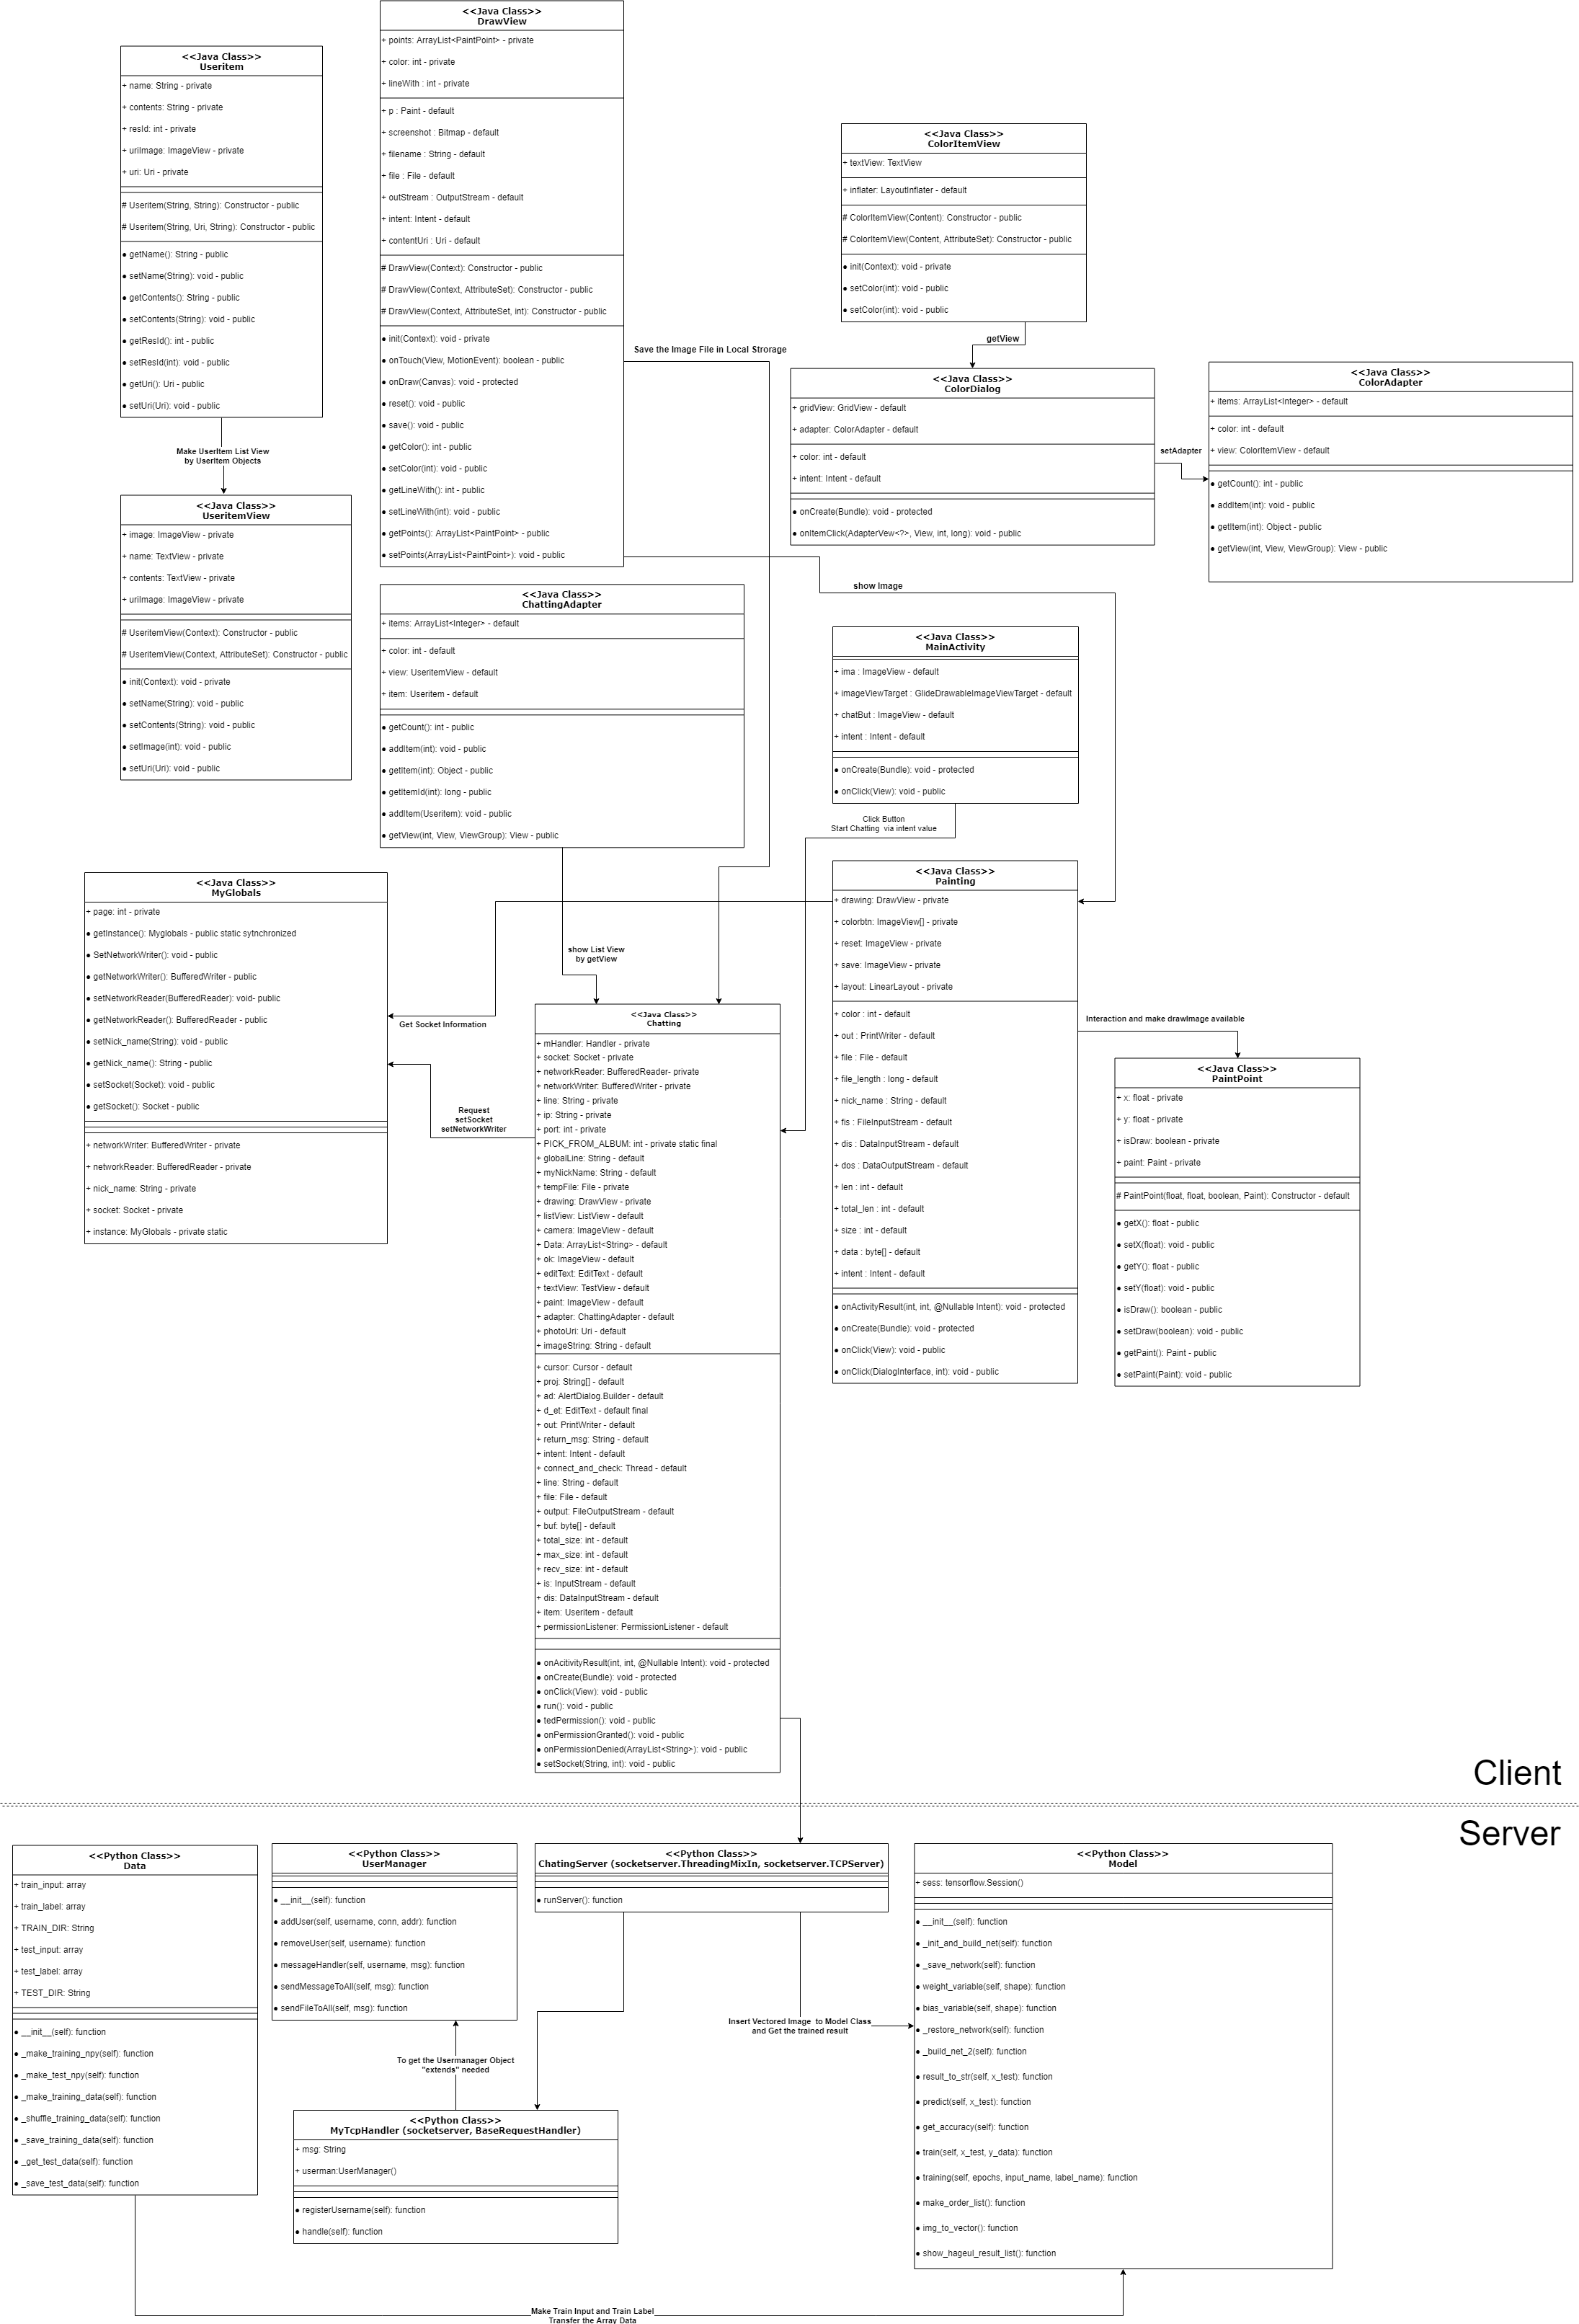 <<Java Class>>
DrawView
+ points: ArrayList<PaintPoint> - private
+ color: int - private
+ lineWith : int - private
+ p : Paint - default
+ screenshot : Bitmap - default
+ filename : String - default
+ file : File - default
+ outStream : OutputStream - default
+ intent: Intent - default
+ contentUri : Uri - default
# DrawView(Context): Constructor - public
# DrawView(Context, AttributeSet): Constructor - public
# DrawView(Context, AttributeSet, int): Constructor - public,
● init(Context): void - private
● onTouch(View, MotionEvent): boolean - public
● onDraw(Canvas): void - protected
● reset(): void - public
● save(): void - public
● getColor(): int - public
● setColor(int): void - public
● getLineWith(): int - public
● setLineWith(int): void - public
● getPoints(): ArrayList<PaintPoint> - public
● setPoints(ArrayList<PaintPoint>): void - public
<<Java Class>>
Useritem
+ name: String - private
+ contents: String - private
+ resId: int - private
+ uriImage: ImageView - private
+ uri: Uri - private
# Useritem(String, String): Constructor - public
# Useritem(String, Uri, String): Constructor - public
● getName(): String - public
● setName(String): void - public
● getContents(): String - public
● setContents(String): void - public
● getResId(): int - public
● setResId(int): void - public
● getUri(): Uri - public
● setUri(Uri): void - public
Make UserItem List View
by UserItem Objects
<<Java Class>>
UseritemView
+ image: ImageView - private
+ name: TextView - private
+ contents: TextView - private
+ uriImage: ImageView - private
# UseritemView(Context): Constructor - public
# UseritemView(Context, AttributeSet): Constructor - public
● init(Context): void - private
● setName(String): void - public
● setContents(String): void - public
● setImage(int): void - public
● setUri(Uri): void - public
<<Java Class>>
ColorItemView
+ textView: TextView
+ inflater: LayoutInflater - default
# ColorItemView(Content): Constructor - public
# ColorItemView(Content, AttributeSet): Constructor - public
● init(Context): void - private
● setColor(int): void - public
● setColor(int): void - public
getView
Save the Image File in Local Strorage
<<Java Class>>
ColorDialog
+ gridView: GridView - default
+ adapter: ColorAdapter - default
+ color: int - default
+ intent: Intent - default
● onCreate(Bundle): void - protected
● onItemClick(AdapterVew<?>, View, int, long): void - public
setAdapter
<<Java Class>>
ColorAdapter
+ items: ArrayList<Integer> - default
+ color: int - default
+ view: ColorItemView - default
● getCount(): int - public
● addItem(int): void - public
● getItem(int): Object - public
● getView(int, View, ViewGroup): View - public
show Image
<<Java Class>>
ChattingAdapter
+ items: ArrayList<Integer> - default
+ color: int - default
+ view: UseritemView - default
+ item: Useritem - default
● getCount(): int - public
● addItem(int): void - public
● getItem(int): Object - public
● getItemId(int): long - public
● addItem(Useritem): void - public
● getView(int, View, ViewGroup): View - public
<<Java Class>>
MainActivity
+ ima : ImageView - default
+ imageViewTarget : GlideDrawableImageViewTarget - default
+ chatBut : ImageView - default
+ intent : Intent - default
● onCreate(Bundle): void - protected
● onClick(View): void - public
Click Button
Start Chatting  via intent value
<<Java Class>>
MyGlobals
+ page: int - private
● getInstance(): Myglobals - public static sytnchronized
● SetNetworkWriter(): void - public
● getNetworkWriter(): BufferedWriter - public
● setNetworkReader(BufferedReader): void- public
● getNetworkReader(): BufferedReader - public
● setNick_name(String): void - public
● getNick_name(): String - public
● setSocket(Socket): void - public
● getSocket(): Socket - public
+ networkWriter: BufferedWriter - private
+ networkReader: BufferedReader - private
+ nick_name: String - private
+ socket: Socket - private
+ instance: MyGlobals - private static
show List View
by getView
Get Socket Information
Request
setSocket
setNetworkWriter
<<Java Class>>
Painting
+ drawing: DrawView - private
+ colorbtn: ImageView[] - private
+ reset: ImageView - private
+ save: ImageView - private
+ layout: LinearLayout - private
+ color : int - default
+ out : PrintWriter - default
+ file : File - default
+ file_length : long - default
+ nick_name : String - default
+ fis : FileInputStream - default
+ dis : DataInputStream - default
+ dos : DataOutputStream - default
+ len : int - default
+ total_len : int - default
+ size : int - default
+ data : byte[] - default
+ intent : Intent - default
● onActivityResult(int, int, @Nullable Intent): void - protected
● onCreate(Bundle): void - protected
● onClick(View): void - public
● onClick(DialogInterface, int): void - public
Interaction and make drawImage available
<<Java Class>>
PaintPoint
+ x: float - private
+ y: float - private
+ isDraw: boolean - private
+ paint: Paint - private
# PaintPoint(float, float, boolean, Paint): Constructor - default
● getX(): float - public
● setX(float): void - public
● getY(): float - public
● setY(float): void - public
● isDraw(): boolean - public
● setDraw(boolean): void - public
● getPaint(): Paint - public
● setPaint(Paint): void - public
<<Java Class>>
Chatting
+ mHandler: Handler - private
+ socket: Socket - private
+ networkReader: BufferedReader- private
+ networkWriter: BufferedWriter - private
+ line: String - private
+ ip: String - private
+ port: int - private
+ PICK_FROM_ALBUM: int - private static final
+ globalLine: String - default
+ myNickName: String - default
+ tempFile: File - private
+ drawing: DrawView - private
+ listView: ListView - default
+ camera: ImageView - default
+ Data: ArrayList<String> - default
+ ok: ImageView - default
+ editText: EditText - default
+ textView: TestView - default
+ paint: ImageView - default
+ adapter: ChattingAdapter - default
+ photoUri: Uri - default
+ imageString: String - default
+ cursor: Cursor - default
+ proj: String[] - default
+ ad: AlertDialog.Builder - default
+ d_et: EditText - default final
+ out: PrintWriter - default
+ return_msg: String - default
+ intent: Intent - default
+ connect_and_check: Thread - default
+ line: String - default
+ file: File - default
+ output: FileOutputStream - default
+ buf: byte[] - default
+ total_size: int - default
+ max_size: int - default
+ recv_size: int - default
+ is: InputStream - default
+ dis: DataInputStream - default
+ item: Useritem - default
+ permissionListener: PermissionListener - default
● onAcitivityResult(int, int, @Nullable Intent): void - protected
● onCreate(Bundle): void - protected
● onClick(View): void - public
● run(): void - public
● tedPermission(): void - public
● onPermissionGranted(): void - public
● onPermissionDenied(ArrayList<String>): void - public
● setSocket(String, int): void - public
Client
Server
<<Python Class>>
Data
+ train_input: array
+ train_label: array
+ TRAIN_DIR: String
+ test_input: array
+ test_label: array
+ TEST_DIR: String
● __init__(self): function
● _make_training_npy(self): function
● _make_test_npy(self): function
● _make_training_data(self): function
● _shuffle_training_data(self): function
● _save_training_data(self): function
● _get_test_data(self): function
● _save_test_data(self): function
<<Python Class>>
UserManager
● __init__(self): function
● addUser(self, username, conn, addr): function
● removeUser(self, username): function
● messageHandler(self, username, msg): function
● sendMessageToAll(self, msg): function
● sendFileToAll(self, msg): function
To get the Usermanager Object
"extends" needed
<<Python Class>>
MyTcpHandler (socketserver, BaseRequestHandler)
+ msg: String
+ userman:UserManager()
● registerUsername(self): function
● handle(self): function
<<Python Class>>
ChatingServer (socketserver.ThreadingMixIn, socketserver.TCPServer)
● runServer(): function
Insert Vectored Image  to Model Class
and Get the trained result
<<Python Class>>
Model
+ sess: tensorflow.Session()
● __init__(self): function
● _init_and_build_net(self): function
● _save_network(self): function
● weight_variable(self, shape): function
● bias_variable(self, shape): function
● _restore_network(self): function
● _build_net_2(self): function
● result_to_str(self, x_test): function
● predict(self, x_test): function
● get_accuracy(self): function
● train(self, x_test, y_data): function
● training(self, epochs, input_name, label_name): function
● make_order_list(): function
● img_to_vector(): function
● show_hageul_result_list(): function
Make Train Input and Train Label
Transfer the Array Data